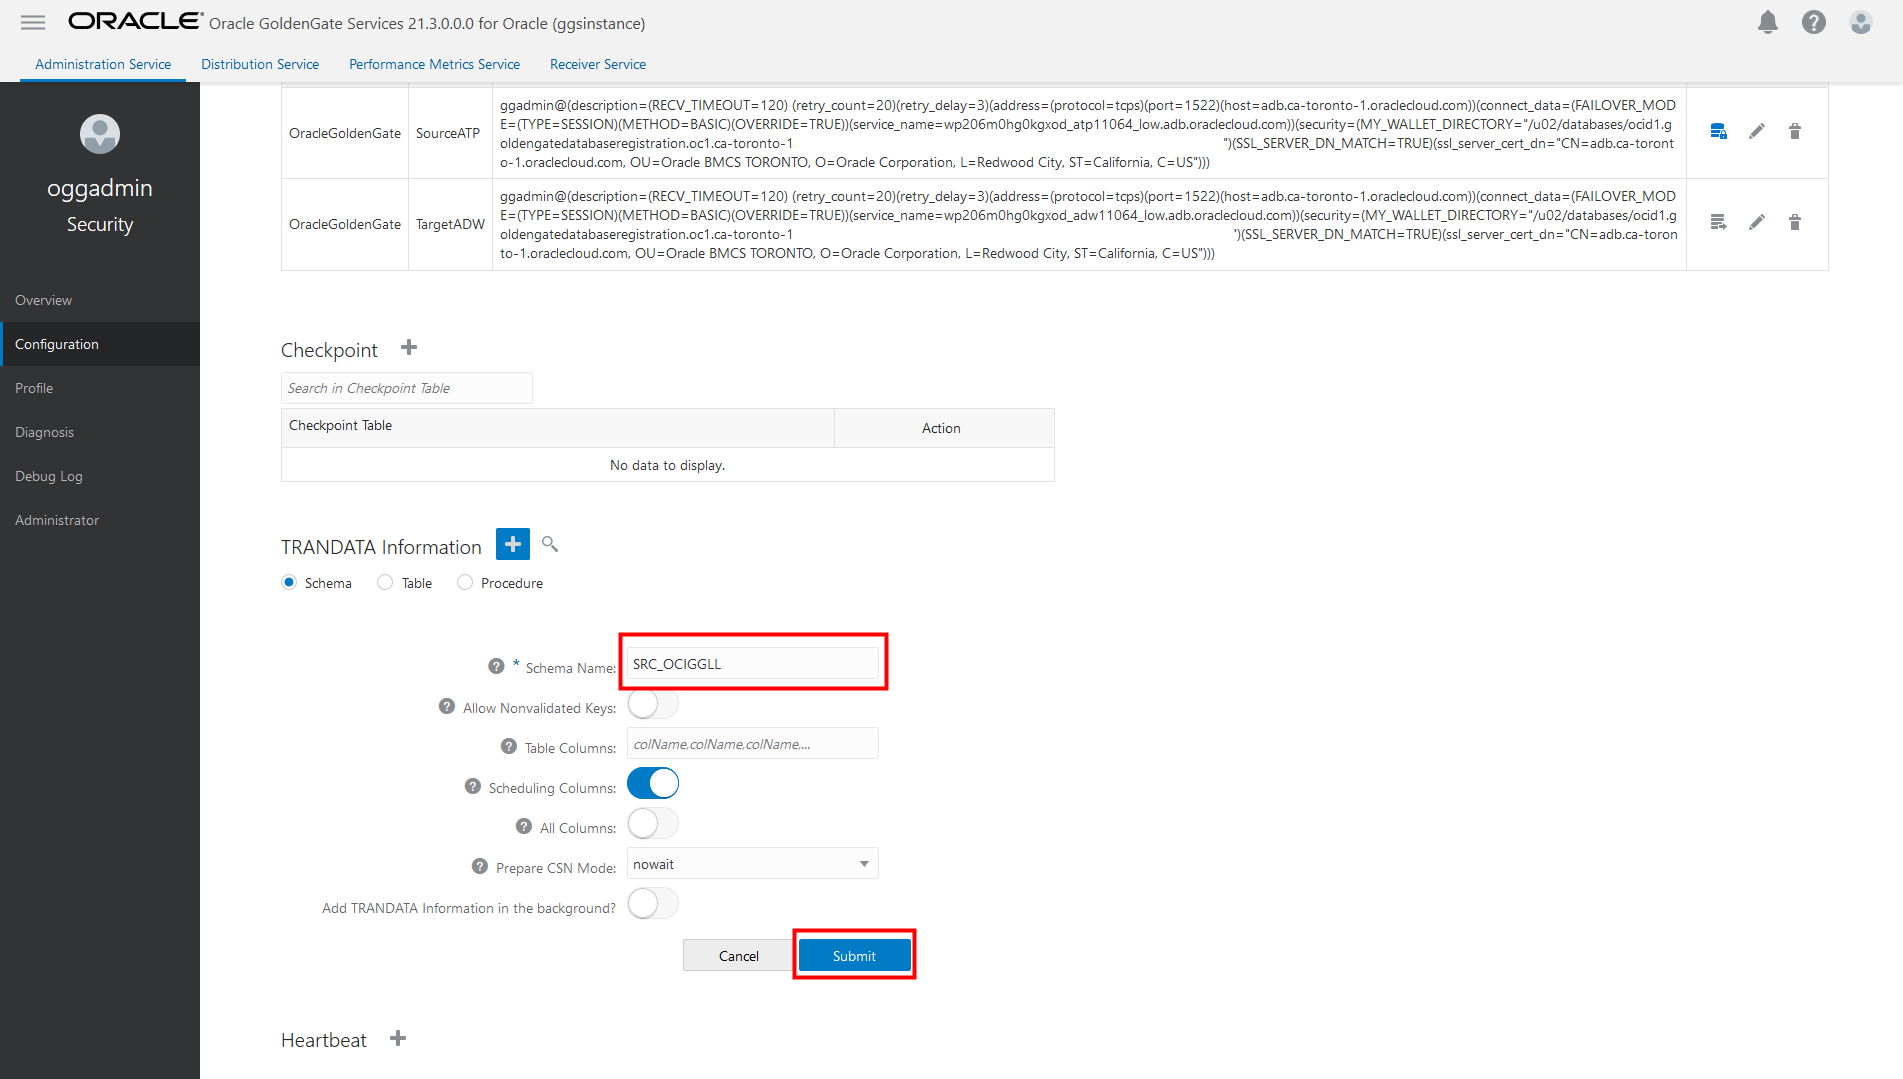 ORACLE Oracle GoldenGate Services 21.3.0.0.0 for Oracle (ggsinstance)
Administration Service Distribution Service Performance Metrics Service Receiver Service
oggadmin
Security
Overview
Configuration
Profile
Diagnosis
Debug Log
Administrator
OracleGoldenGate SourceATP
ggadmin@(description=(RECV_TIMEOUT=120) (retry_count=20)(retry_delay=3)(address=(protocol=tcps)(port=1522)(host=adb.ca-toronto-1.oraclecloud.com))(connect_data=(FAILOVER_MOD
E=(TYPE=SESSION)(METHOD=BASIC)(OVERRIDE=TRUE))(service_name=wp206m0hg0kgxod_atp11064_low.adb.oraclecloud.com))(security=(MY_WALLET_DIRECTORY="/u02/databases/ocid1.g
oldengatedatabaseregistration.oc1.ca-toronto-1 ")(SSL_SERVER_DN_MATCH=TRUE)(ssl_server_cert_dn="CN=adb.ca-toront
o-1.oraclecloud.com, OU=Oracle BMCS TORONTO, O=Oracle Corporation, L=Redwood City, ST=California, C=US")))
OracleGoldenGate TargetADW
ggadmin@(description=(RECV_TIMEOUT=120) (retry_count=20)(retry_delay=3)(address=(protocol=tcps)(port=1522)(host=adb.ca-toronto-1.oraclecloud.com))(connect_data=(FAILOVER_MOD
E=(TYPE=SESSION)(METHOD=BASIC)(OVERRIDE=TRUE))(service_name=wp206m0hg0kgxod_adw11064_low.adb.oraclecloud.com))(security=(MY_WALLET_DIRECTORY="/u02/databases/ocid1.g
oldengatedatabaseregistration.oc1.ca-toronto-1 ')(SSL_SERVER_DN_MATCH=TRUE)(ssl_server_cert_dn="CN=adb.ca-toron
to-1.oraclecloud.com, OU=Oracle BMCS TORONTO, O=Oracle Corporation, L=Redwood City, ST=California, C=US")))
Checkpoint
Search in Checkpoint Table
Checkpoint Table Action
No data to display.
TRANDATA Information
Schema Table Procedure
* Schema Name: SRC_OCIGGLL
Allow Nonvalidated Keys:
Table Columns: colName,colName,colName,...
Scheduling Columns:
All Columns:
Prepare CSN Mode: nowait
Add TRANDATA Information in the background?
Cancel Submit
Heartbeat